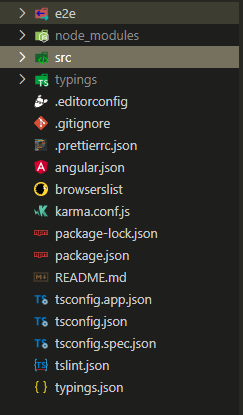 e2e
node_modules
src
typings
.editorconfig
.gitignore
.prettierrc.json
angular.json
browserslist
karma.conf.js
package-lock.json
package.json
README.md
tsconfig.app.json
tsconfig.json
tsconfig.spec.json
tslint.json
typings.json